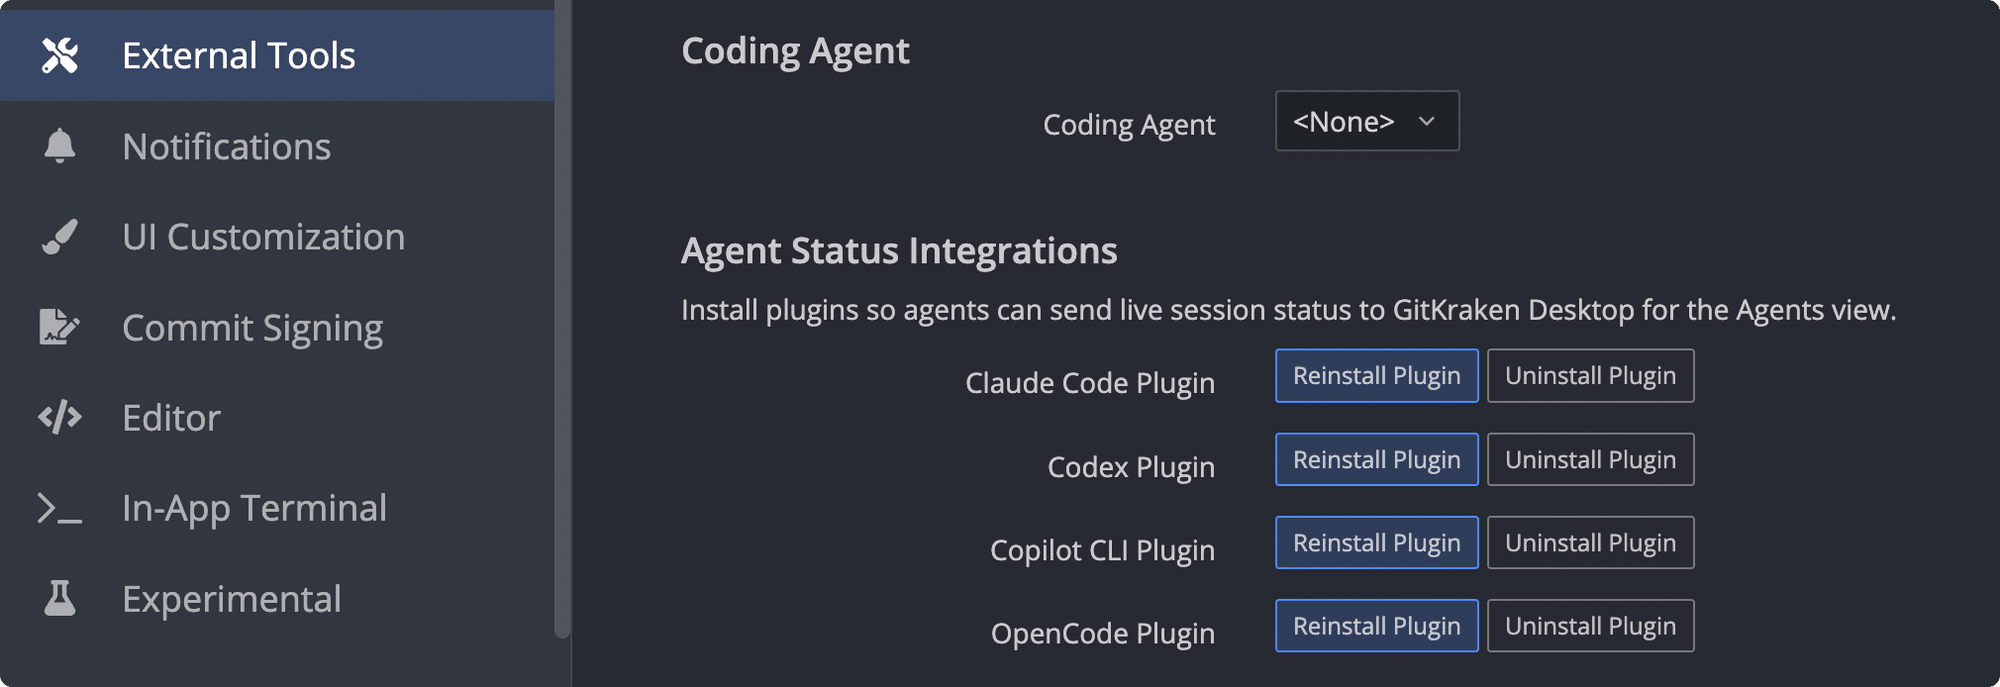 External Tools
Notifications
UI Customization
Commit Signing
Editor
In-App Terminal
Experimental
Coding Agent
Coding Agent <None>
Agent Status Integrations
Install plugins so agents can send live session status to GitKraken Desktop for the Agents view.
Claude Code Plugin Reinstall Plugin Uninstall Plugin
Codex Plugin Reinstall Plugin Uninstall Plugin
Copilot CLI Plugin Reinstall Plugin Uninstall Plugin
OpenCode Plugin Reinstall Plugin Uninstall Plugin